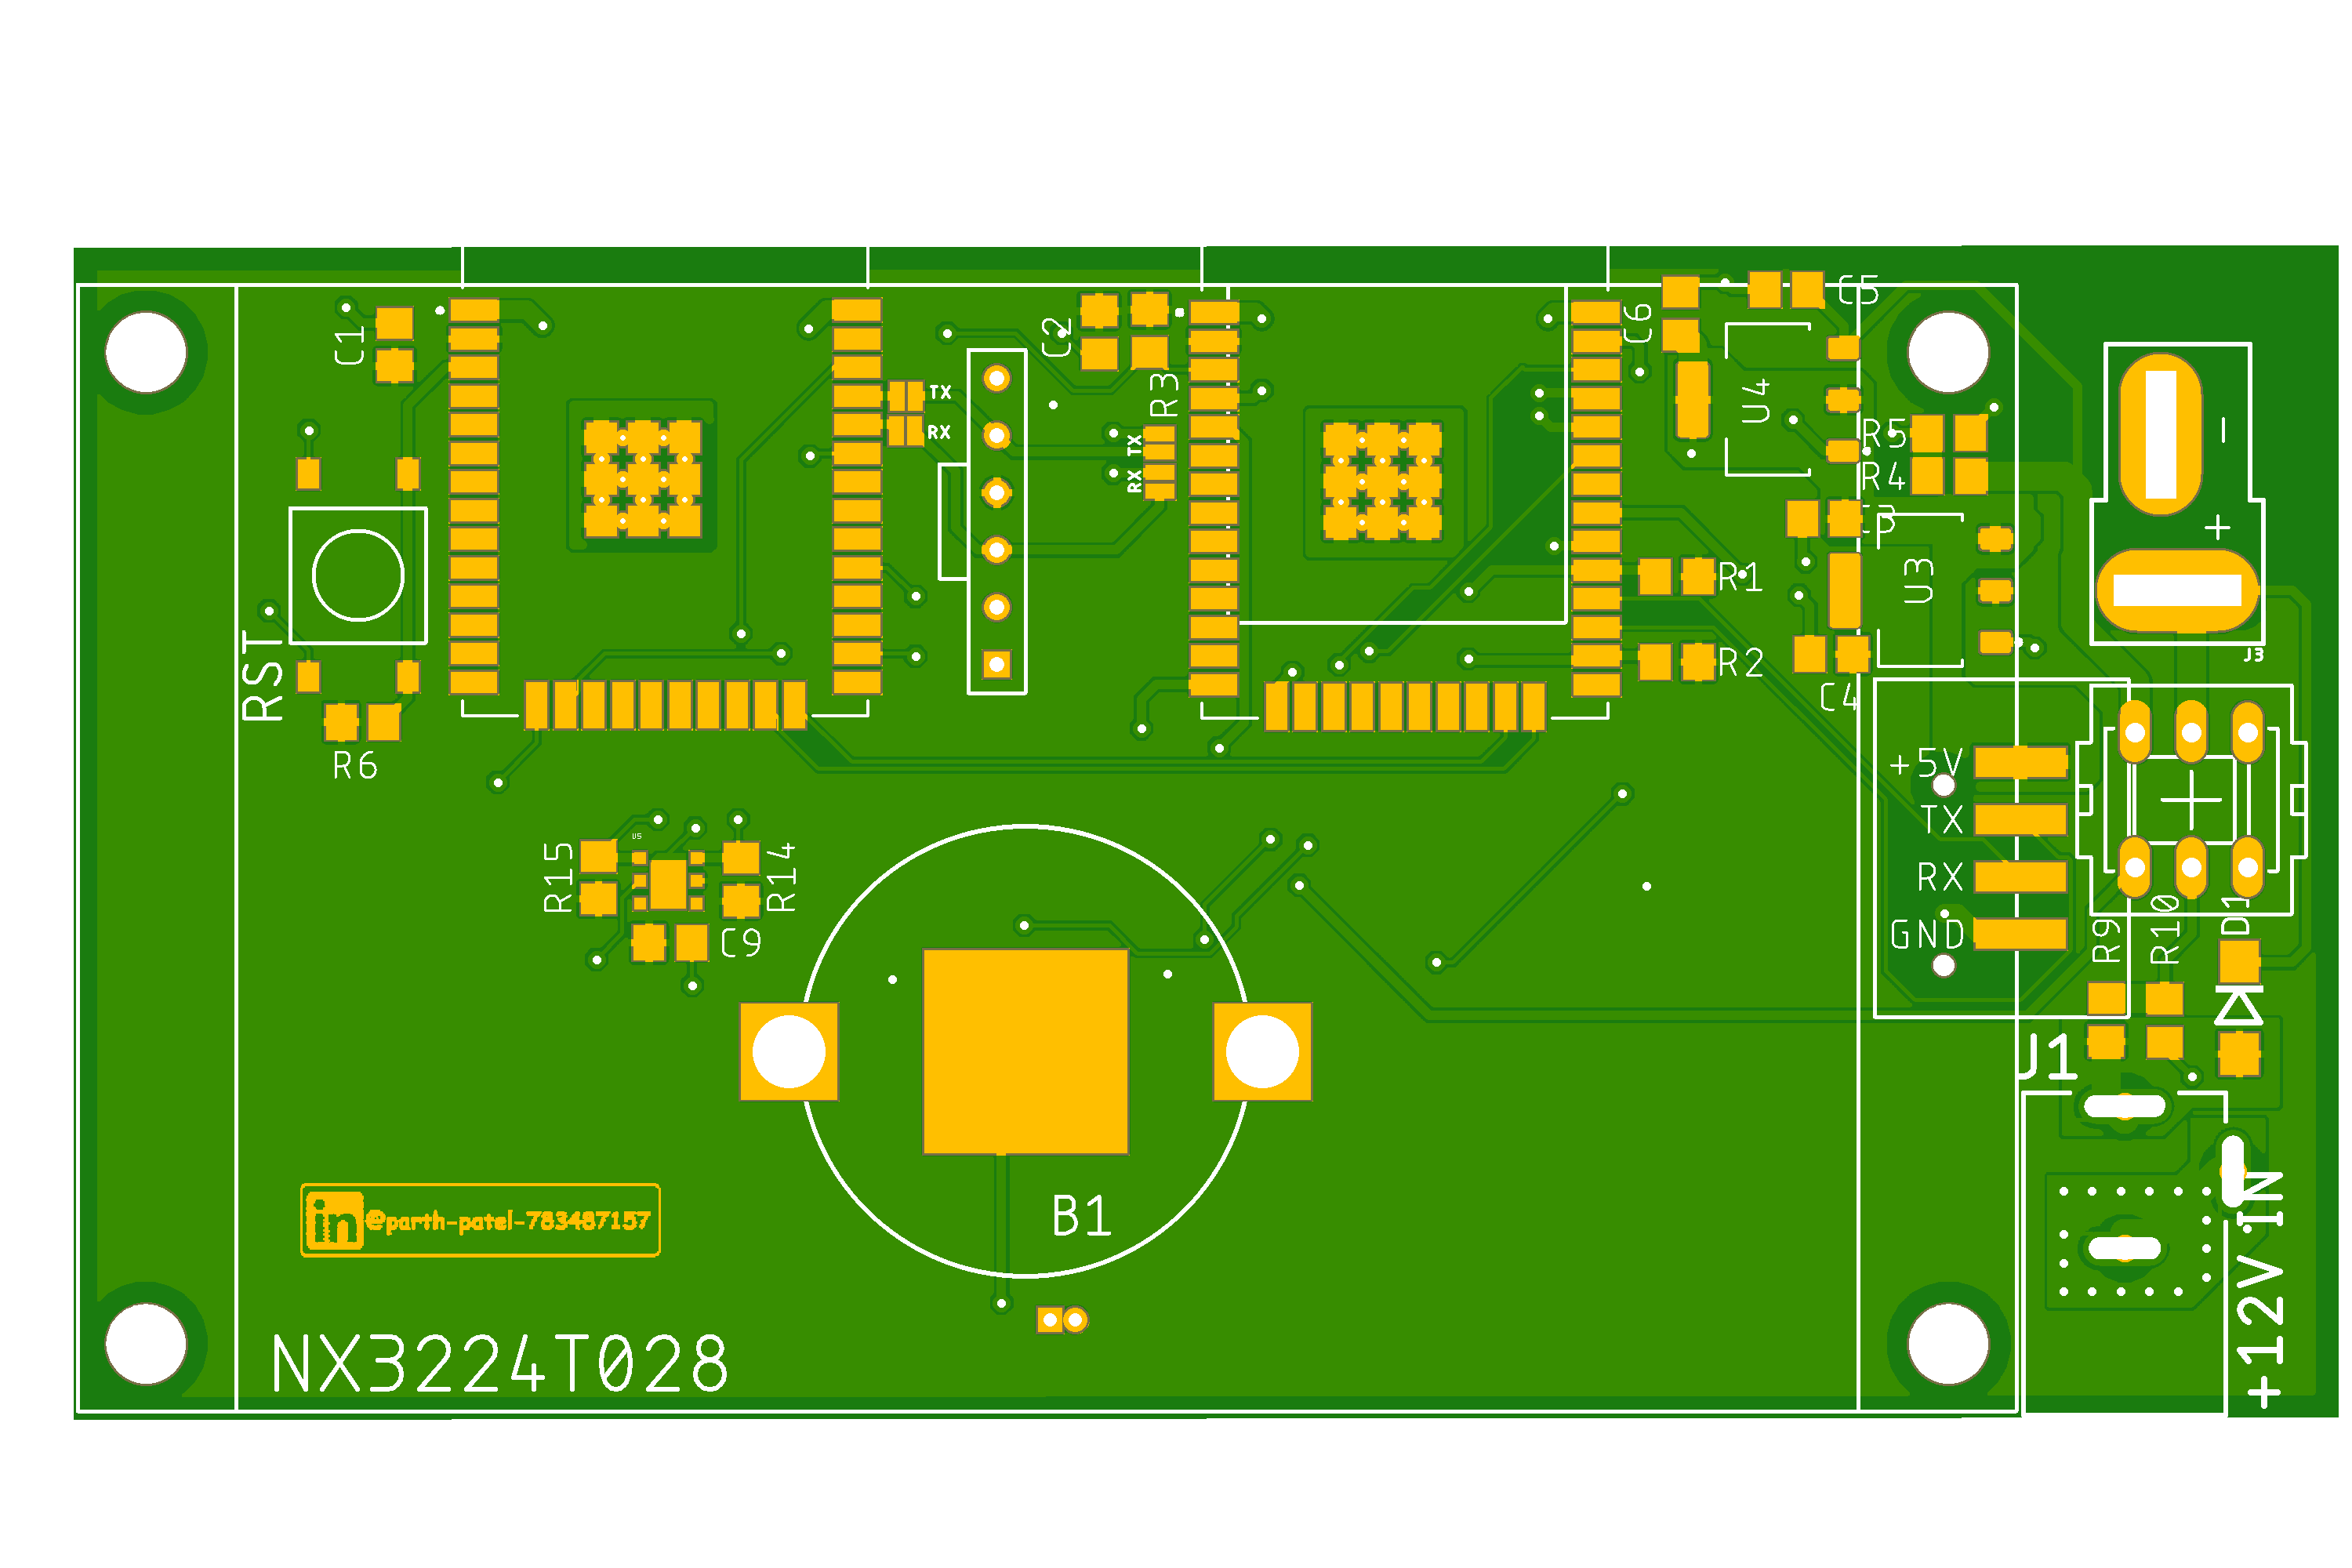 C1
C2
R3
TX
RX
TX
RX
C6
C5
U4
R5
R4
C3
U3
R1
R2
C4
-
+
J3
RST
R6
+5V
TX
RX
GND
R15
U5
R14
C9
R9
R10
D1
J1
+12V IN
B1
in @parth-patel-783487157
NX3224T028